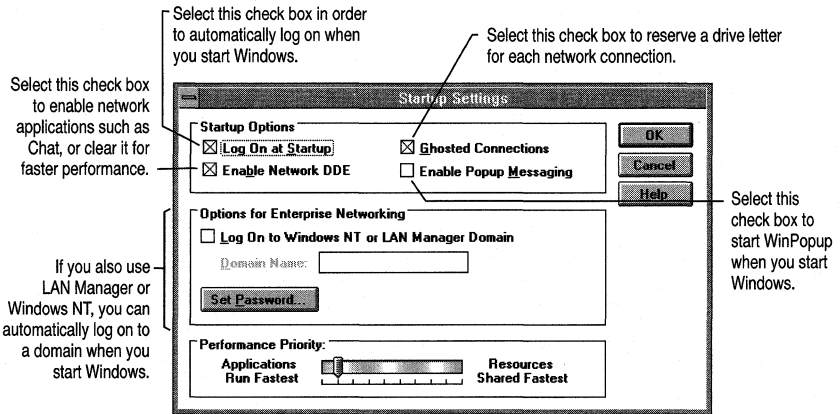 Select this check box in order
to automatically log on when
you start Windows.
Select this check box to reserve a drive letter
for each network connection.
Select this check box
to enable network
applications such as
Chat, or clear it for
faster performance.
Startup Settings
Startup Options
Log On at Startup
Ghosted Connections
Enable Network DDE
Enable Popup Messaging
OK
Cancel
Help
Select this
check box to
start WinPopup
when you start
Windows.
Options for Enterprise Networking
Log On to Windows NT or LAN Manager Domain
Domain Name:
Set Password...
If you also use
LAN Manager or
Windows NT, you can
automatically log on to
a domain when you
start Windows.
Performance Priority:
Applications
Run Fastest
Resources
Shared Fastest